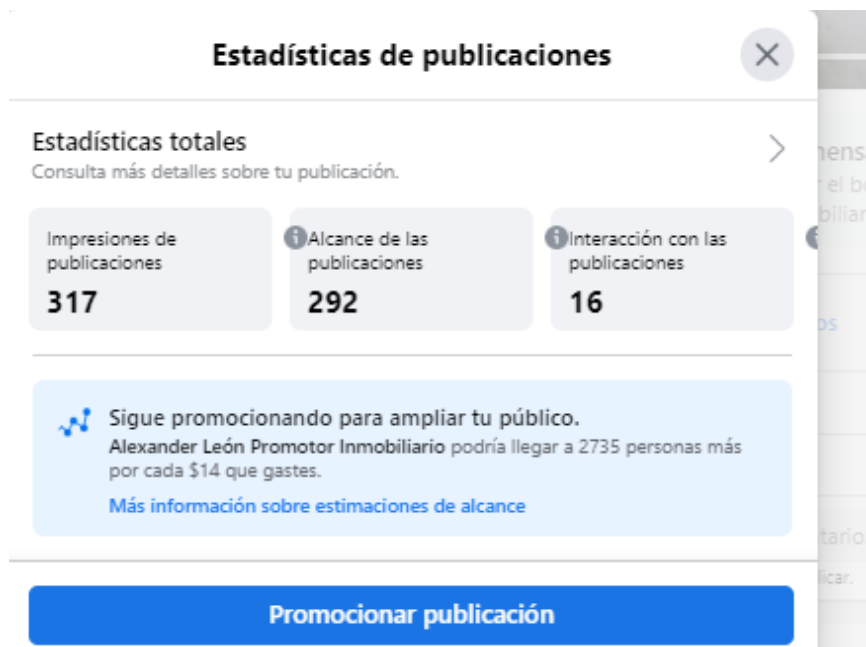 Estadísticas de publicaciones
Estadísticas totales
Consulta más detalles sobre tu publicación.
Impresiones de
publicaciones
317
Alcance de las
publicaciones
292
Interacción con las
publicaciones
16
Sigue promocionando para ampliar tu público.
Alexander León Promotor Inmobiliario podría llegar a 2735 personas más
por cada $14 que gastes.
Más información sobre estimaciones de alcance
Promocionar publicación